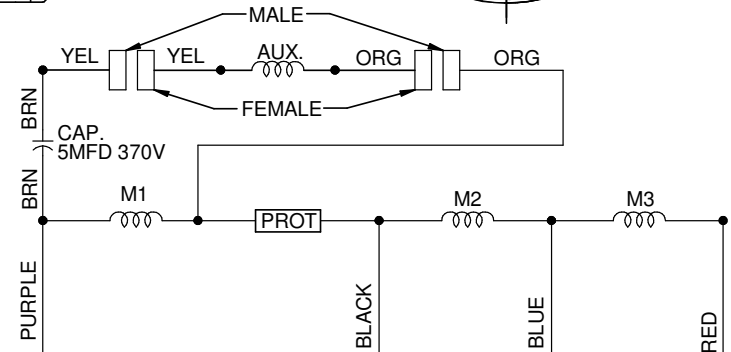 MALE
YEL
YEL
AUX.
ORG
ORG
FEMALE
BRN
CAP.
5MFD 370V
BRN
M1
PROT
M2
M3
PURPLE
BLACK
BLUE
RED